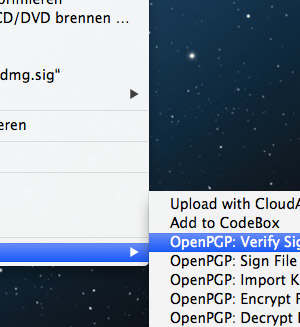 CD/DVD brennen ...
dmg.sig“
eren
Upload with CloudA
Add to CodeBox
OpenPGP: Verify Sig
OpenPGP: Sign File
OpenPGP: Import K
OpenPGP: Encrypt F
OpenPGP: Decrypt F